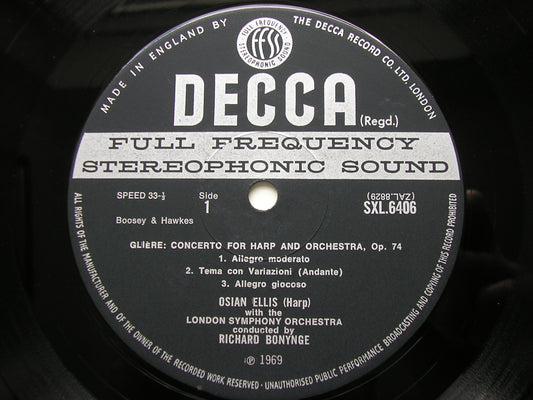 MADE IN ENGLAND BY THE DECCA RECORD CO. LTD. LONDON
FULL FREQUENCY
FFSS
STEREOPHONIC SOUND
DECCA (Regd.)
FULL FREQUENCY
STEREOPHONIC SOUND
SPEED 33-⅓ Side (ZAL.8829)
1 SXL.6406
Boosey & Hawkes
GLIÈRE: CONCERTO FOR HARP AND ORCHESTRA, Op. 74
1. Allegro moderato
2. Tema con Variazioni (Andante)
3. Allegro giocoso
OSIAN ELLIS (Harp)
with the
LONDON SYMPHONY ORCHESTRA
conducted by
RICHARD BONYNGE
℗ 1969
ALL RIGHTS OF THE MANUFACTURER AND OF THE OWNER OF THE RECORDED WORK RESERVED · UNAUTHORISED PUBLIC PERFORMANCE BROADCASTING AND COPYING OF THIS RECORD PROHIBITED